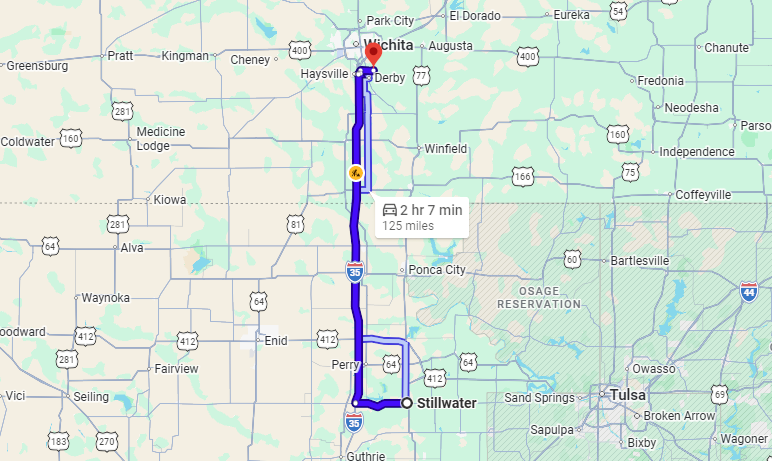 Park City
El Dorado
Eureka
54
400
Wichita
Augusta
Chanute
Greensburg
Pratt
Kingman
Cheney
Haysville
Derby
77
400
Fredonia
281
Neodesha
Coldwater
160
Medicine
Lodge
Winfield
160
Parso
Independence
166
75
Kiowa
Coffeyville
2 hr 7 min
125 miles
281
81
64
Alva
35
Ponca City
60
Bartlesville
OSAGE
RESERVATION
44
Waynoka
64
oodward
412
412
Enid
412
281
Perry
64
64
Fairview
412
Owasso
Vici
Seiling
Stillwater
Sand Springs
Tulsa
69
35
Broken Arrow
183
270
Sapulpa
Bixby
Wagoner
Guthrie